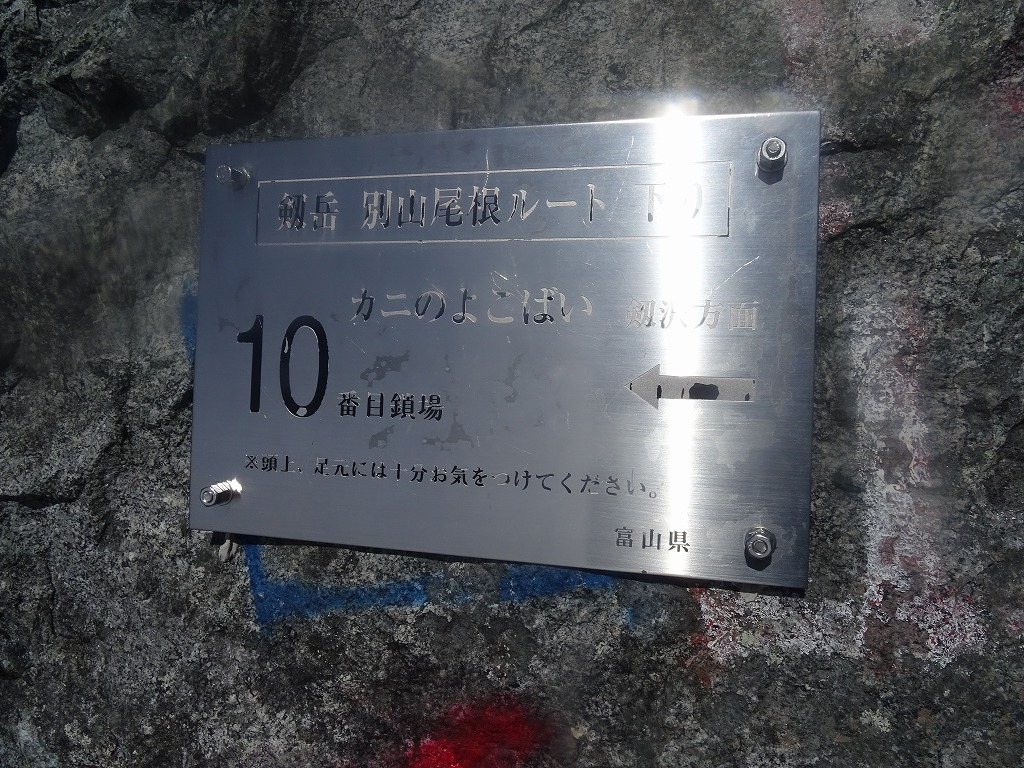 剱岳 別山尾根ルート 下り
カニのよこばい 剱沢方面
10番目鎖場
※頭上、足元には十分お気をつけてください。
富山県